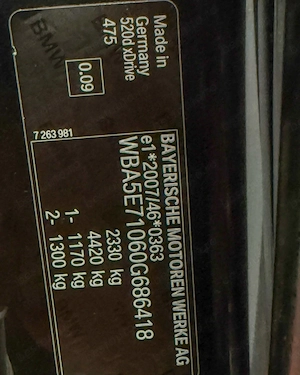 BAYERISCHE MOTOREN WERKE AG
e1*2007/46*0363
WBA5E71060G686418
2330 kg
4420 kg
1- 1170 kg
2- 1300 kg
Made in
Germany
520d xDrive
475
0.09
7 263 981
BMW